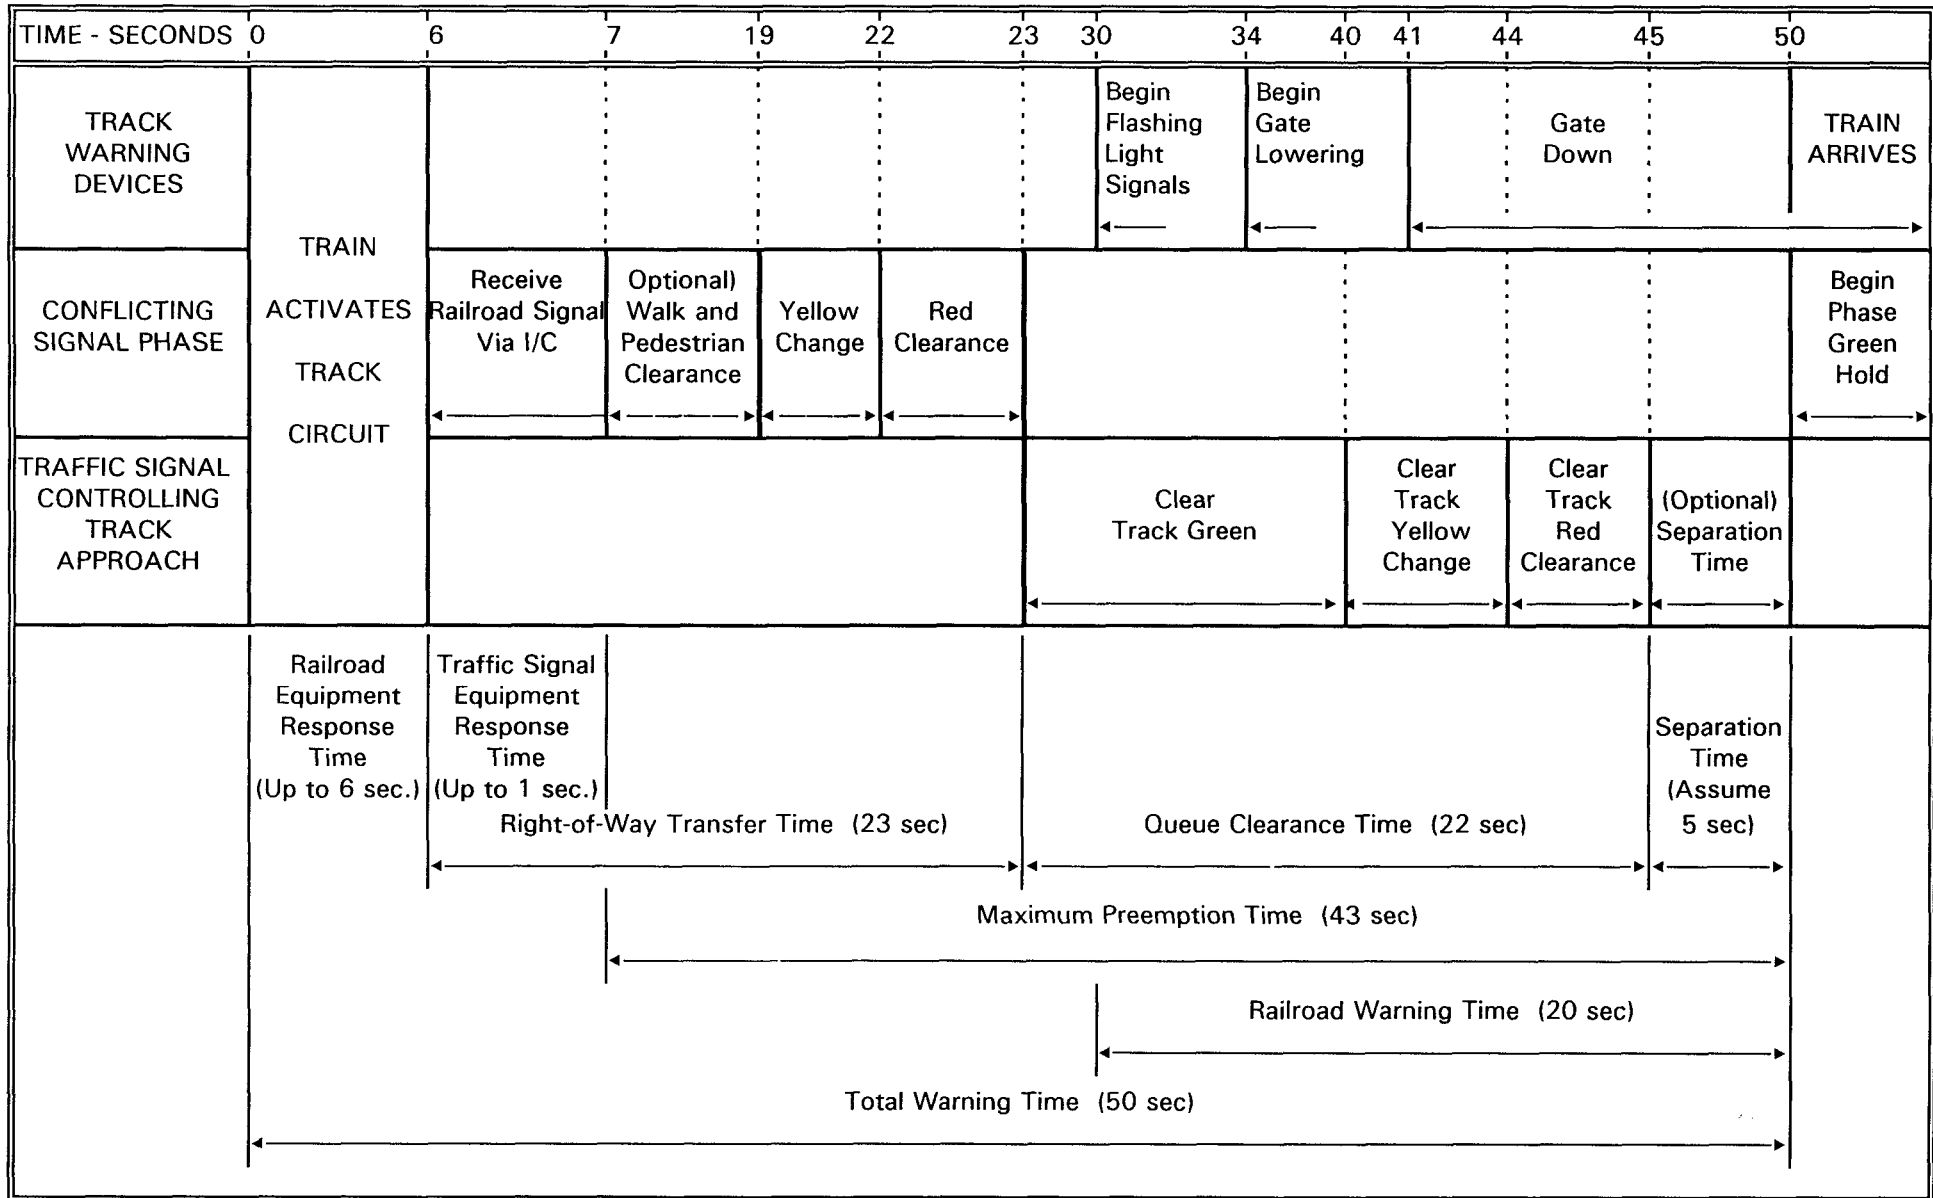 TIME - SECONDS 0 6 7 19 22 23 30 34 40 41 44 45 50
TRACK
WARNING
DEVICES
Begin
Flashing
Light
Signals
Begin
Gate
Lowering
Gate
Down
TRAIN
ARRIVES
TRAIN
ACTIVATES
TRACK
CIRCUIT
CONFLICTING
SIGNAL PHASE
Receive
Railroad Signal
Via I/C
Optional)
Walk and
Pedestrian
Clearance
Yellow
Change
Red
Clearance
Begin
Phase
Green
Hold
TRAFFIC SIGNAL
CONTROLLING
TRACK
APPROACH
Clear
Track Green
Clear
Track
Yellow
Change
Clear
Track
Red
Clearance
(Optional)
Separation
Time
Railroad
Equipment
Response
Time
(Up to 6 sec.)
Traffic Signal
Equipment
Response
Time
(Up to 1 sec.)
Separation
Time
(Assume
5 sec)
Right-of-Way Transfer Time (23 sec)
Queue Clearance Time (22 sec)
Maximum Preemption Time (43 sec)
Railroad Warning Time (20 sec)
Total Warning Time (50 sec)